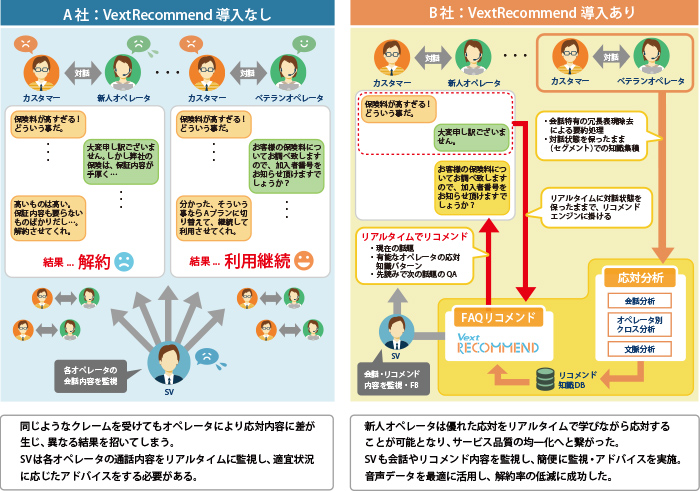 A 社：VextRecommend 導入なし
対話
対話
カスタマー
新人オペレータ
カスタマー
ベテランオペレータ
保険料が高すぎる！
どういう事だ。
大変申し訳ございま
せん。しかし弊社の
保険は、保証内容が
手厚く…
高いものは高い。
保証内容も要らない
ものばかりだし…。
解約させてくれ。
結果 ... 解約
保険料が高すぎる！
どういう事だ。
お客様の保険料に
ついてお調べ致しま
すので、加入者番号を
お知らせ頂けますで
しょうか？
分かった、そういう
事なら A プランに切
り替えて、継続して
利用させてくれ。
結果 ... 利用継続
各オペレータの
会話内容を監視
SV
同じようなクレームを受けてもオペレータにより応対内容に差が
生じ、異なる結果を招いてしまう。
SVは各オペレータの通話内容をリアルタイムに監視し、適宜状況
に応じたアドバイスをする必要がある。
B 社：VextRecommend 導入あり
対話
対話
カスタマー
新人オペレータ
カスタマー
ベテランオペレータ
保険料が高すぎる！
どういう事だ。
大変申し訳ございま
せん。
お客様の保険料につい
てお調べ致しますの
で、加入者番号をお知
らせ頂けますでしょう
か？
・会話特有の冗長表現除去
による要約処理
・対話状態を保ったまま
（セグメント）での知識集積
リアルタイムに対話状態を
保ったままで、リコメンド
エンジンに掛ける
リアルタイムでリコメンド
・現在の話題
・有能なオペレータの応対
知識パターン
・先読みで次の話題の QA
SV
会話・リコメンド
内容を監視・FB
FAQリコメンド
Vext
RECOMMEND
リコメンド
知識DB
応対分析
会話分析
オペレータ別
クロス分析
文脈分析
新人オペレータは優れた応対をリアルタイムで学びながら応対する
ことが可能となり、サービス品質の均一化へと繋がった。
SVも会話やリコメンド内容を監視し、簡便に監視・アドバイスを実施。
音声データを最適に活用し、解約率の低減に成功した。